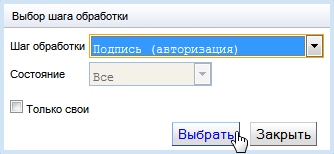 Выбор шага обработки
Шаг обработки Подпись (авторизация)
Состояние Все
Только свои
Выбрать Закрыть